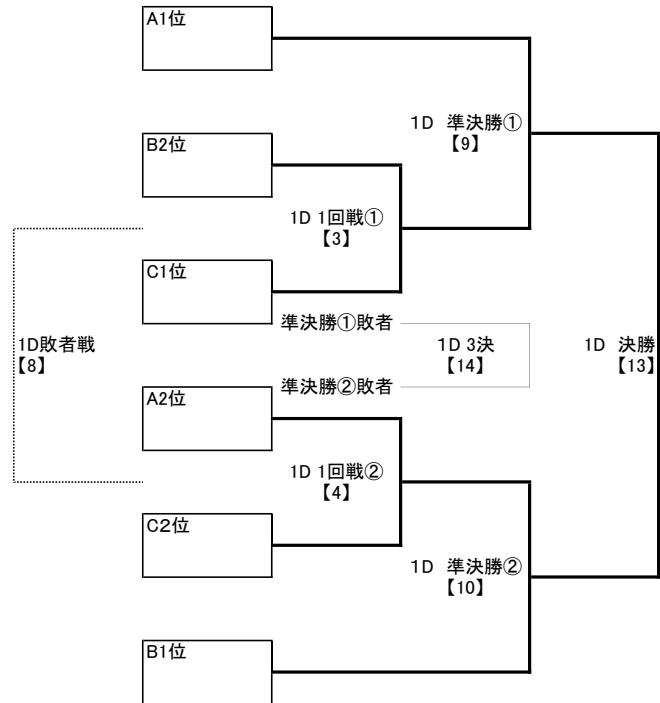 A1位
1D 準決勝①
【9】
B2位
1D 1回戦①
【3】
C1位
準決勝①敗者
1D敗者戦
【8】
1D 3決
【14】
1D 決勝
【13】
準決勝②敗者
A2位
1D 1回戦②
【4】
C2位
1D 準決勝②
【10】
B1位